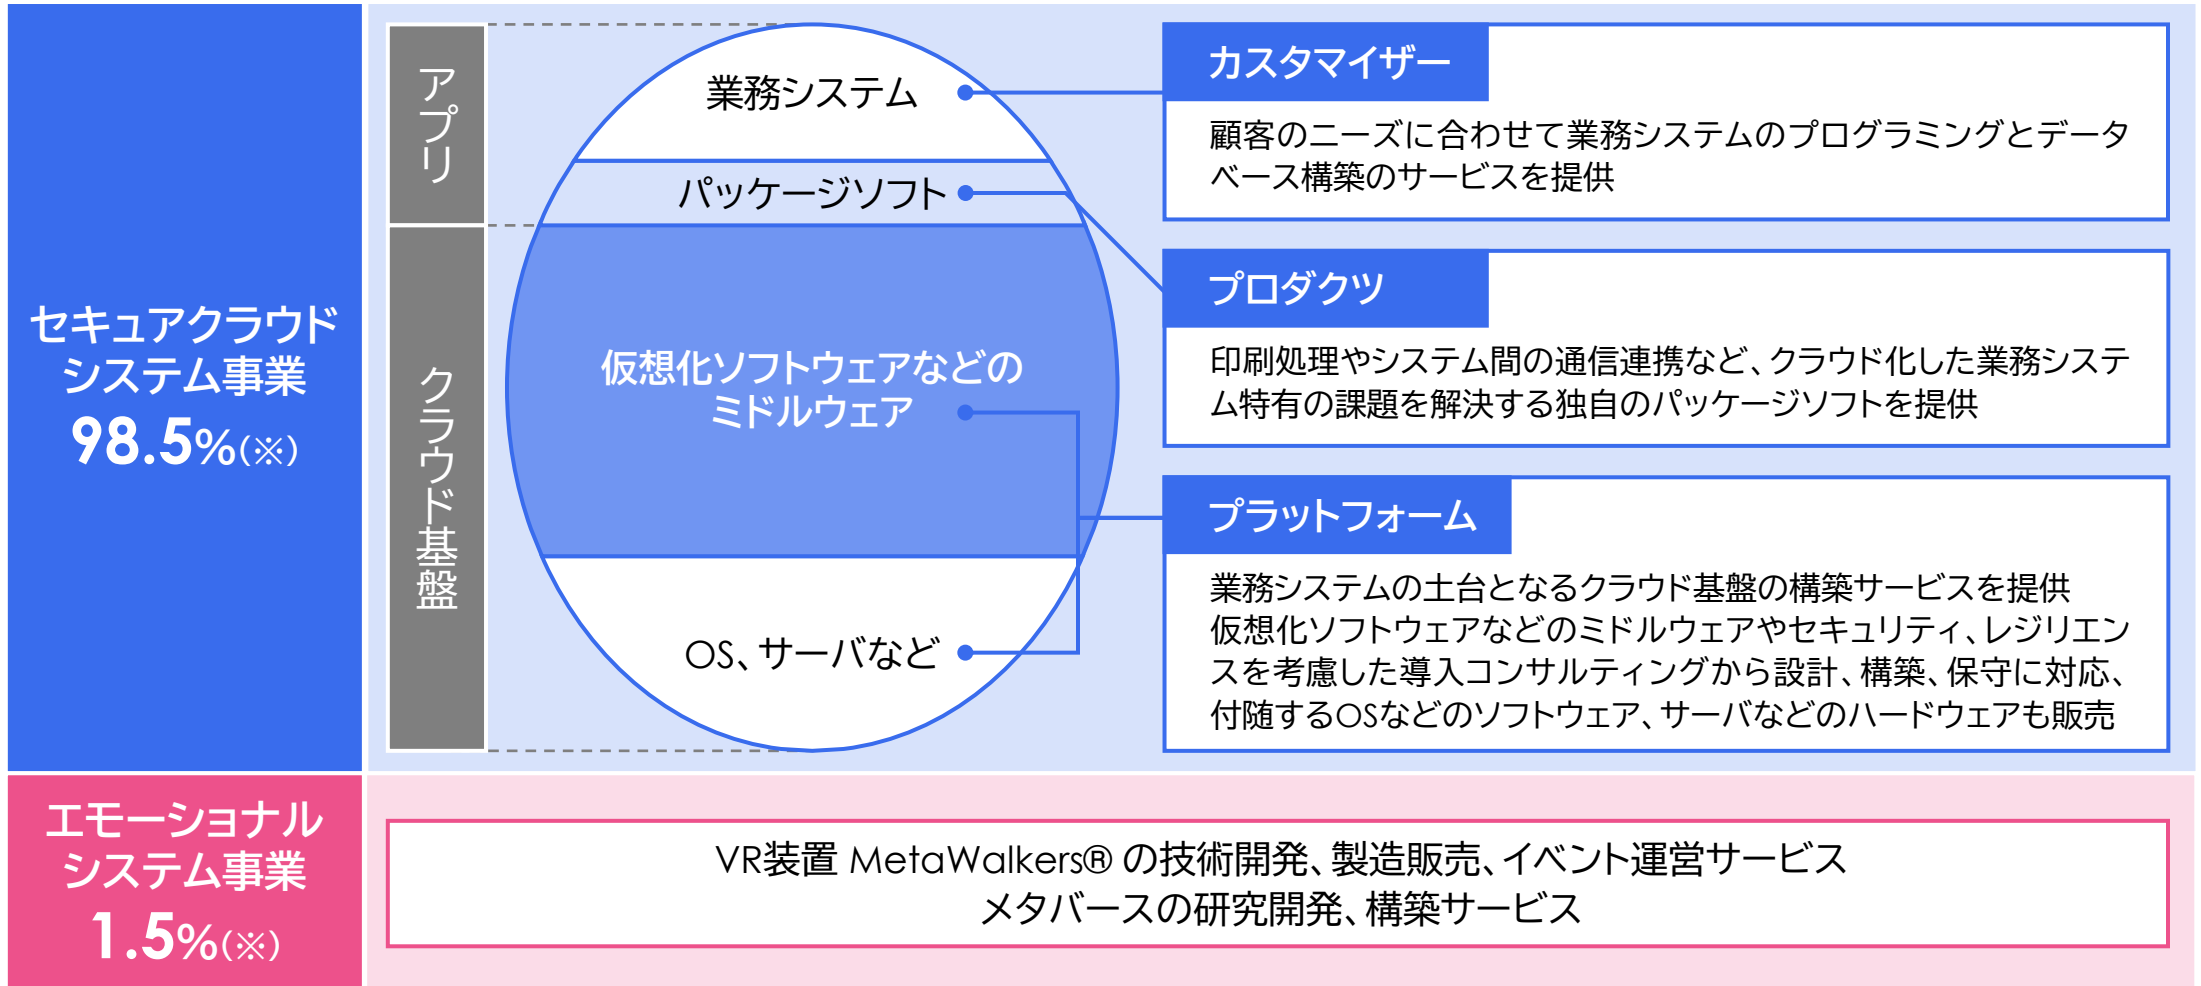 セキュアクラウド
システム事業
98.5%(※)
アプリ
クラウド基盤
業務システム
パッケージソフト
仮想化ソフトウェアなどの
ミドルウェア
OS、サーバなど
カスタマイザー
顧客のニーズに合わせて業務システムのプログラミングとデータ
ベース構築のサービスを提供
プロダクツ
印刷処理やシステム間の通信連携など、クラウド化した業務システ
ム特有の課題を解決する独自のパッケージソフトを提供
プラットフォーム
業務システムの土台となるクラウド基盤の構築サービスを提供
仮想化ソフトウェアなどのミドルウェアやセキュリティ、レジリエン
スを考慮した導入コンサルティングから設計、構築、保守に対応、
付随するOSなどのソフトウェア、サーバなどのハードウェアも販売
エモーショナル
システム事業
1.5%(※)
VR装置 MetaWalkers® の技術開発、製造販売、イベント運営サービス
メタバースの研究開発、構築サービス